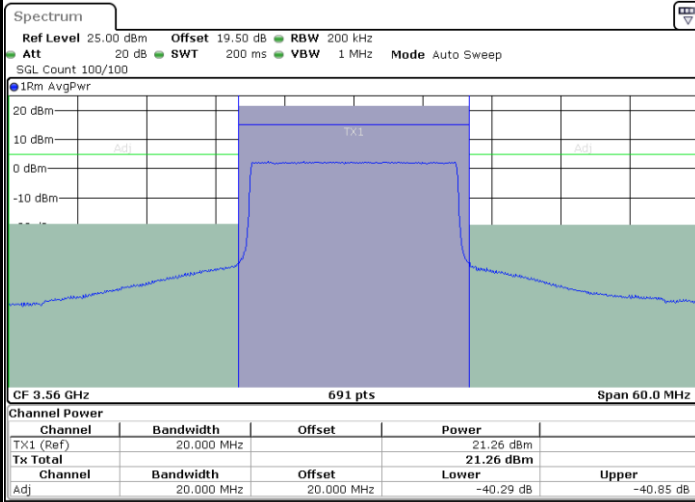 Spectrum
Ref Level 25.00 dBm Offset 19.50 dB RBW 200 kHz
Att 20 dB SWT 200 ms VBW 1 MHz Mode Auto Sweep
SGL Count 100/100
1Rm AvgPwr
20 dBm
TX1
10 dBm
Adj Adj
0 dBm
-10 dBm
CF 3.56 GHz 691 pts Span 60.0 MHz
Channel Power
Channel Bandwidth Offset Power
TX1 (Ref) 20.000 MHz 21.26 dBm
Tx Total 21.26 dBm
Channel Bandwidth Offset Lower Upper
Adj 20.000 MHz 20.000 MHz -40.29 dB -40.85 dB